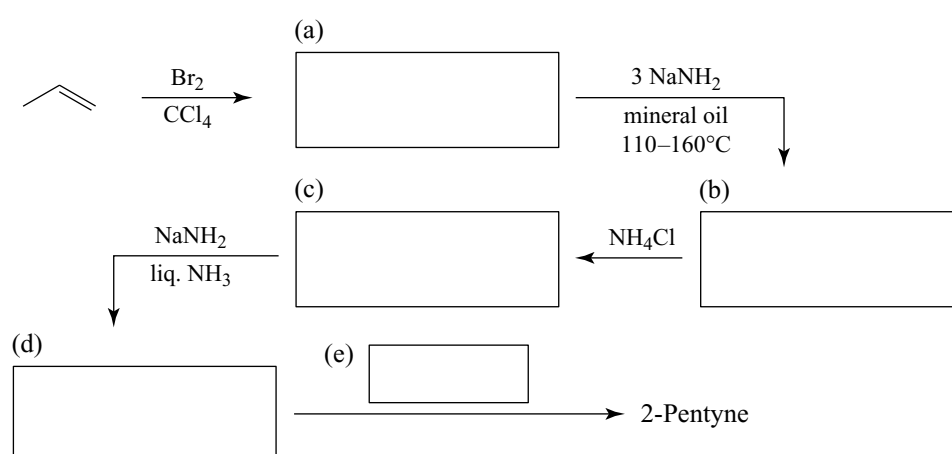 (a)
Br2
CCl4
3 NaNH2
mineral oil
110–160°C
(c)
(b)
NaNH2
liq. NH3
NH4Cl
(d)
(e)
2-Pentyne